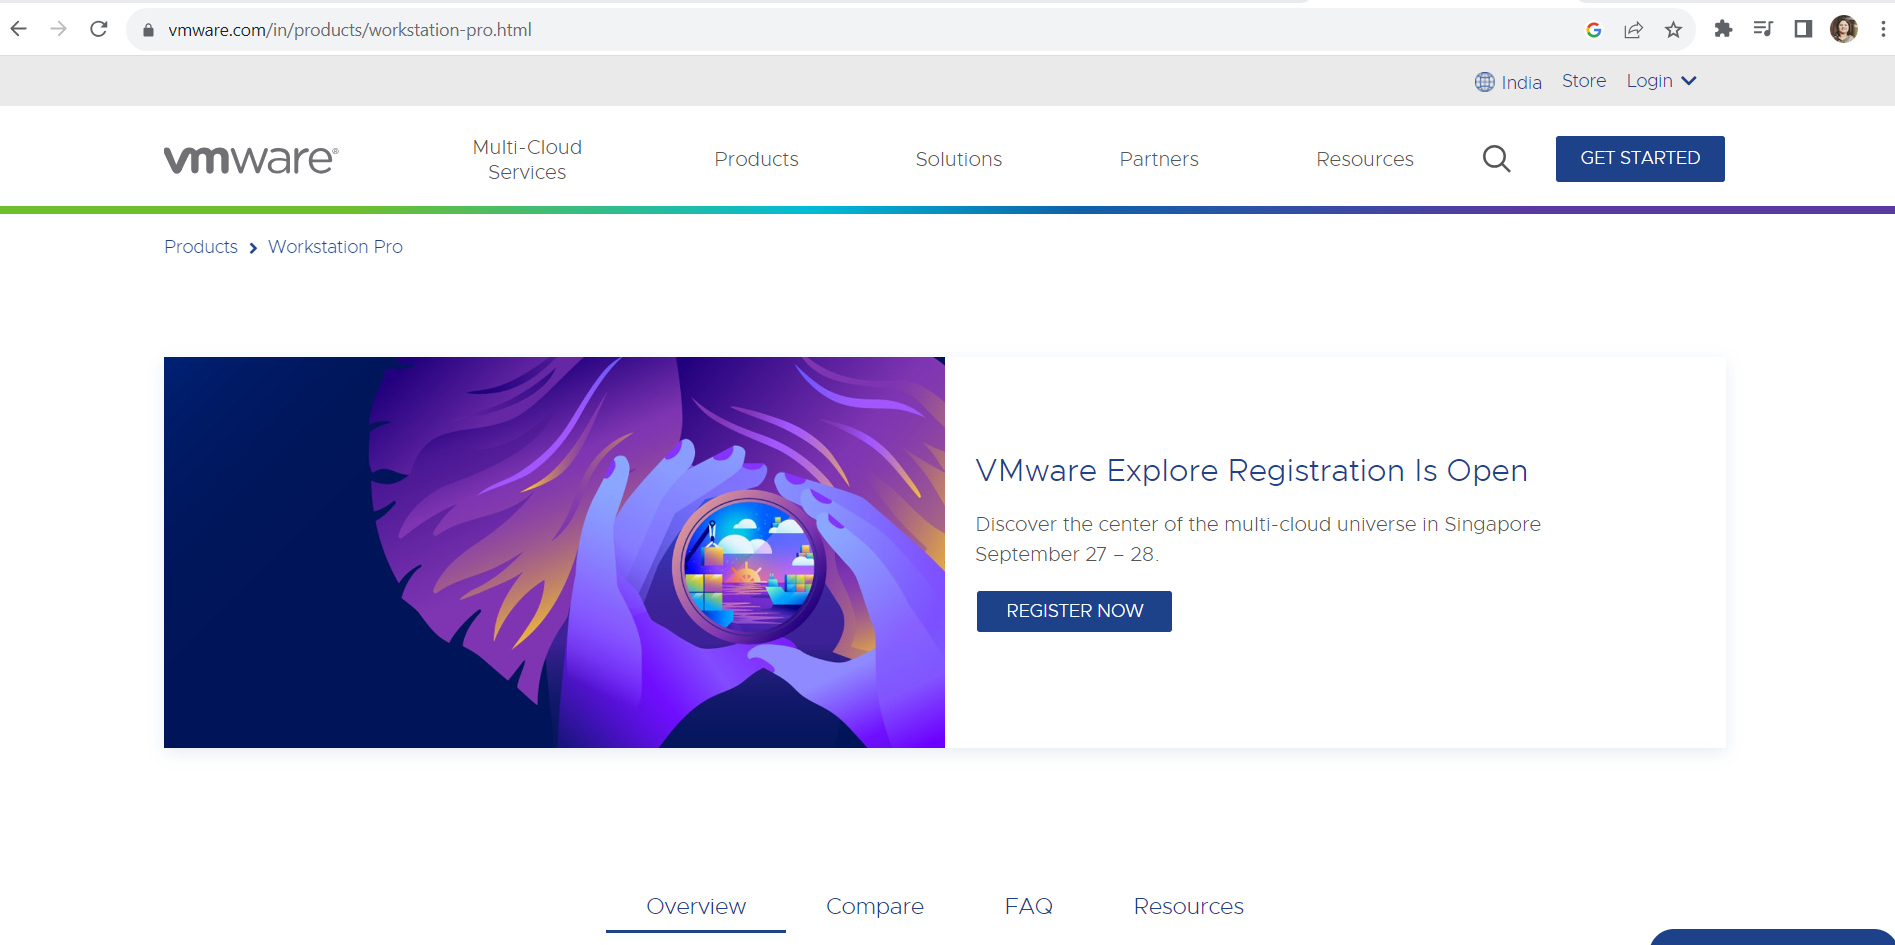 vmware.com/in/products/workstation-pro.html
India Store Login
vmware®
Multi-Cloud
Services
Products
Solutions
Partners
Resources
GET STARTED
Products Workstation Pro
VMware Explore Registration Is Open
Discover the center of the multi-cloud universe in Singapore
September 27 – 28.
REGISTER NOW
Overview Compare FAQ Resources